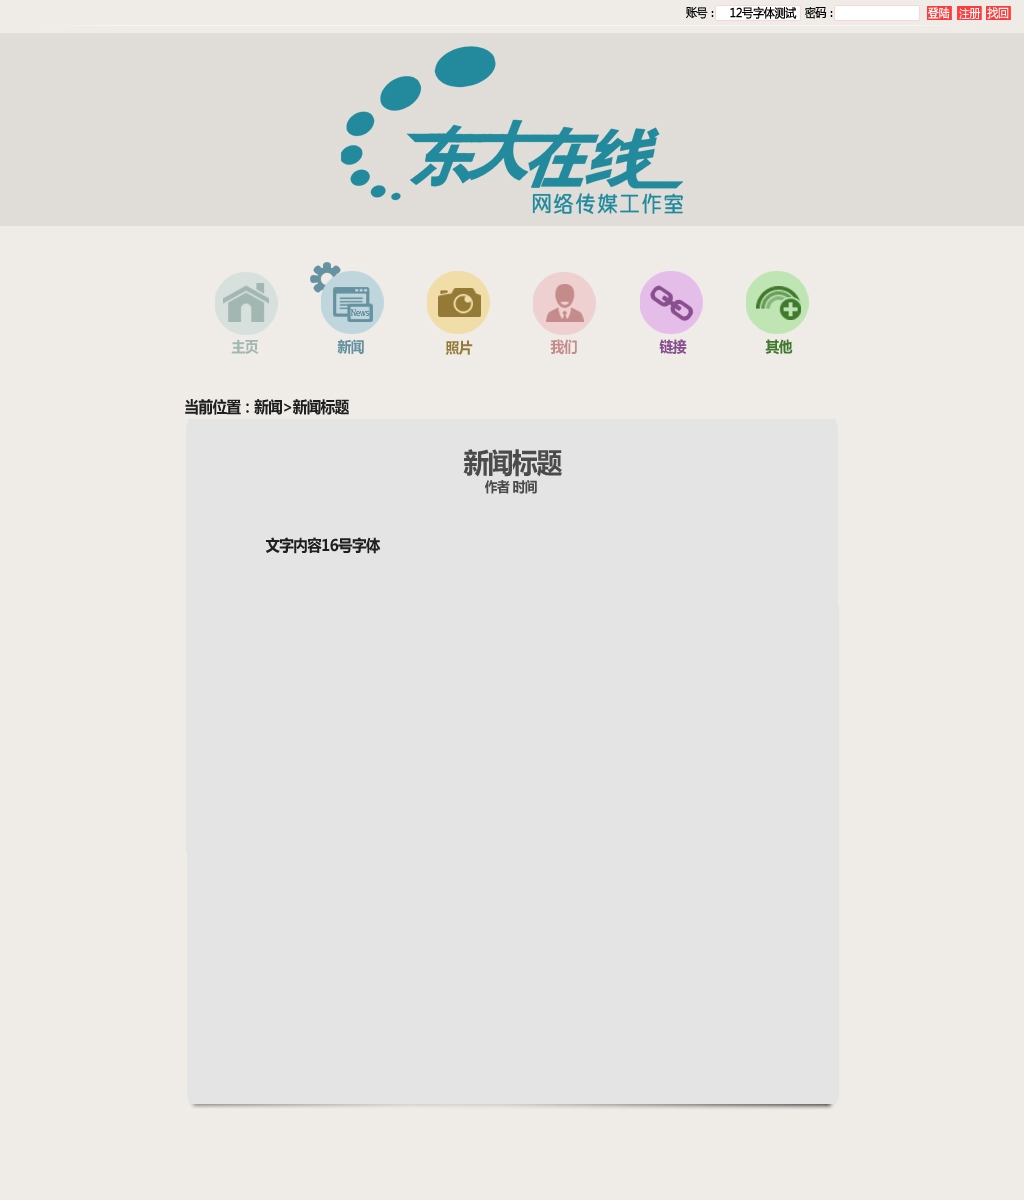 账号：12号字体测试 密码： 登陆 注册 找回
东大在线
网络传媒工作室
News
主页 新闻 照片 我们 链接 其他
当前位置：新闻>新闻标题
新闻标题
作者 时间
文字内容16号字体